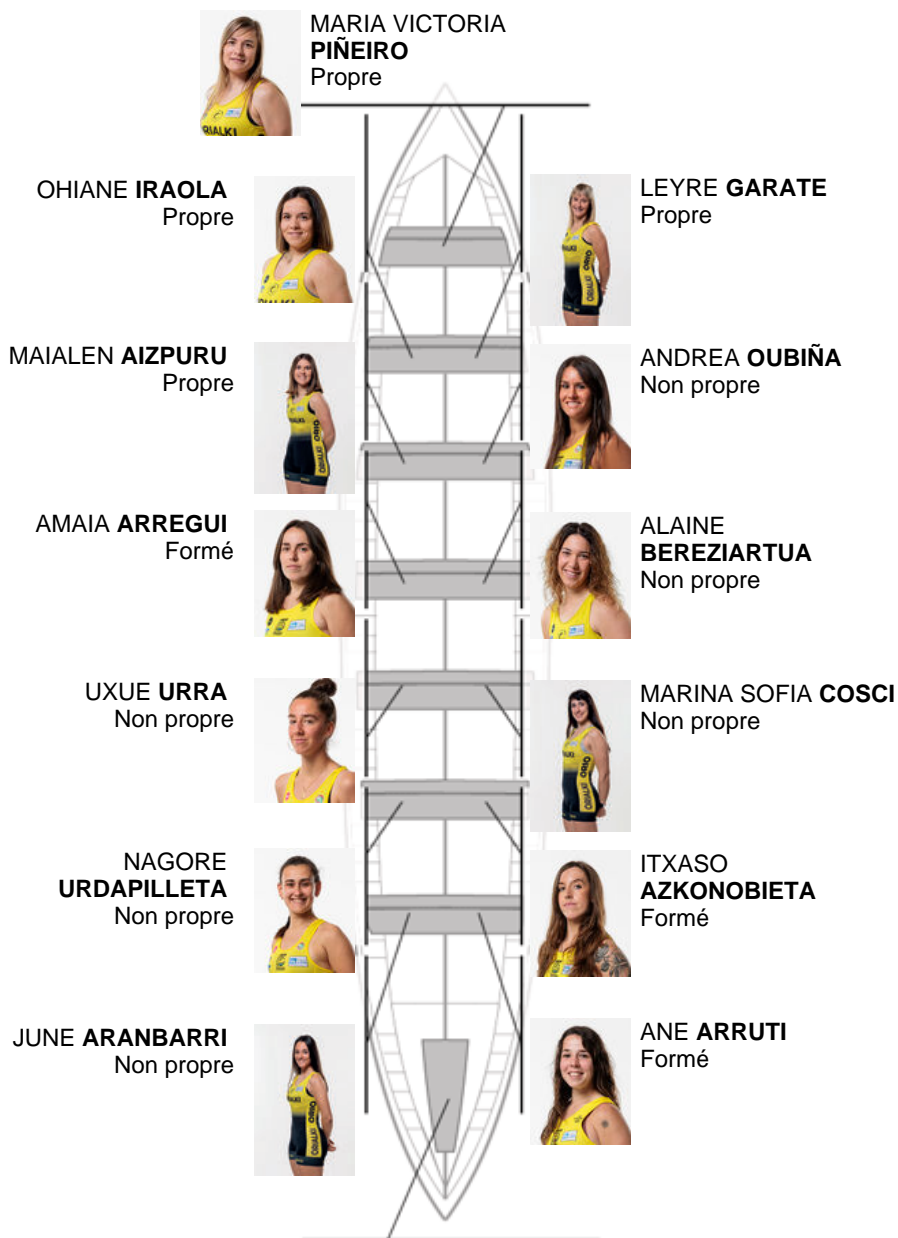 MARIA VICTORIA
PIÑEIRO
Propre
ORIALKI
OHIANE IRAOLA
Propre
LEYRE GARATE
Propre
MAIALEN AIZPURU
Propre
ANDREA OUBIÑA
Non propre
AMAIA ARREGUI
Formé
ALAINE
BEREZIARTUA
Non propre
UXUE URRA
Non propre
MARINA SOFIA COSCI
Non propre
NAGORE
URDAPILLETA
Non propre
ITXASO
AZKONOBIETA
Formé
JUNE ARANBARRI
Non propre
ANE ARRUTI
Formé